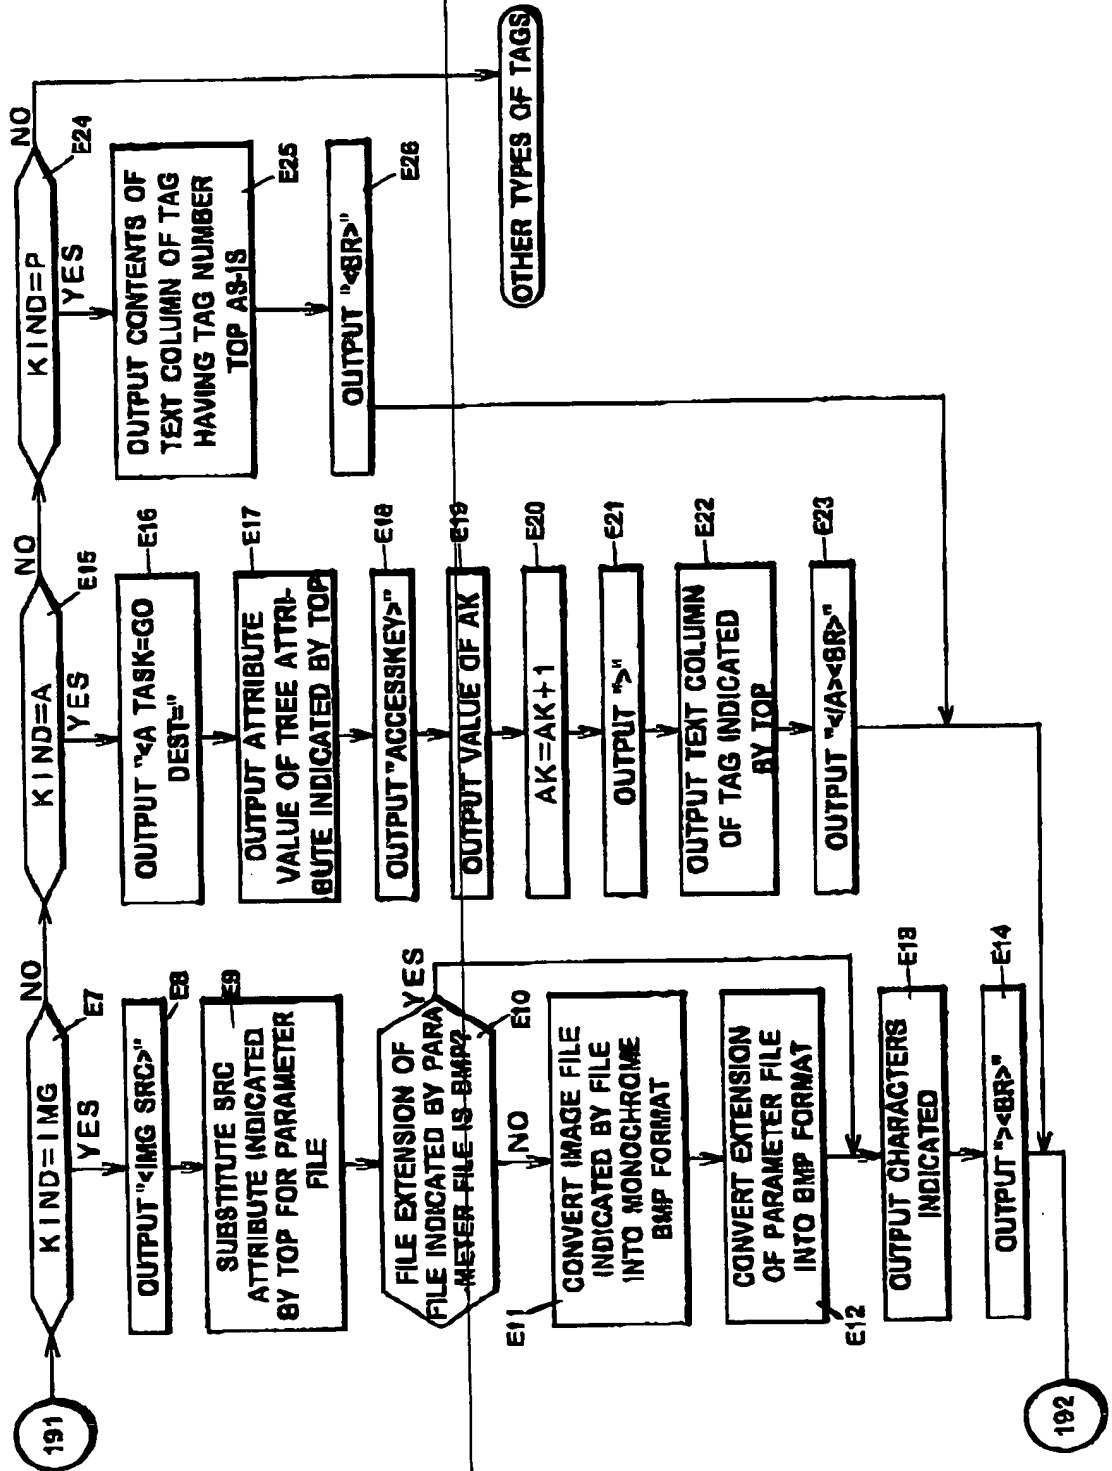 191
KIND=IMG
NO
E7
YES
OUTPUT"<IMG SRC>"
E8
SUBSTITUTE SRC
ATTRIBUTE INDICATED
BY TOP FOR PARAMETER
FILE
E9
FILE EXTENSION OF
FILE INDICATED BY PARA
METER FILE IS BMP?
YES
E10
NO
CONVERT IMAGE FILE
INDICATED BY FILE
INTO MONOCHROME
BMP FORMAT
E11
CONVERT EXTENSION
OF PARAMETER FILE
INTO BMP FORMAT
E12
OUTPUT CHARACTERS
INDICATED
E13
OUTPUT"><BR>"
E14
192
KIND=A
NO
E15
YES
OUTPUT "<A TASK=GO
DEST="
E16
OUTPUT ATTRIBUTE
VALUE OF TREE ATTRI-
BUTE INDICATED BY TOP
E17
OUTPUT"ACCESSKEY>"
E18
OUTPUT VALUE OF AK
E19
AK=AK+1
E20
OUTPUT ">"
E21
OUTPUT TEXT COLUMN
OF TAG INDICATED
BY TOP
E22
OUTPUT "</A><BR>"
E23
KIND=P
NO
E24
YES
OUTPUT CONTENTS OF
TEXT COLUMN OF TAG
HAVING TAG NUMBER
TOP AS-IS
E25
OUTPUT "<BR>"
E26
OTHER TYPES OF TAGS